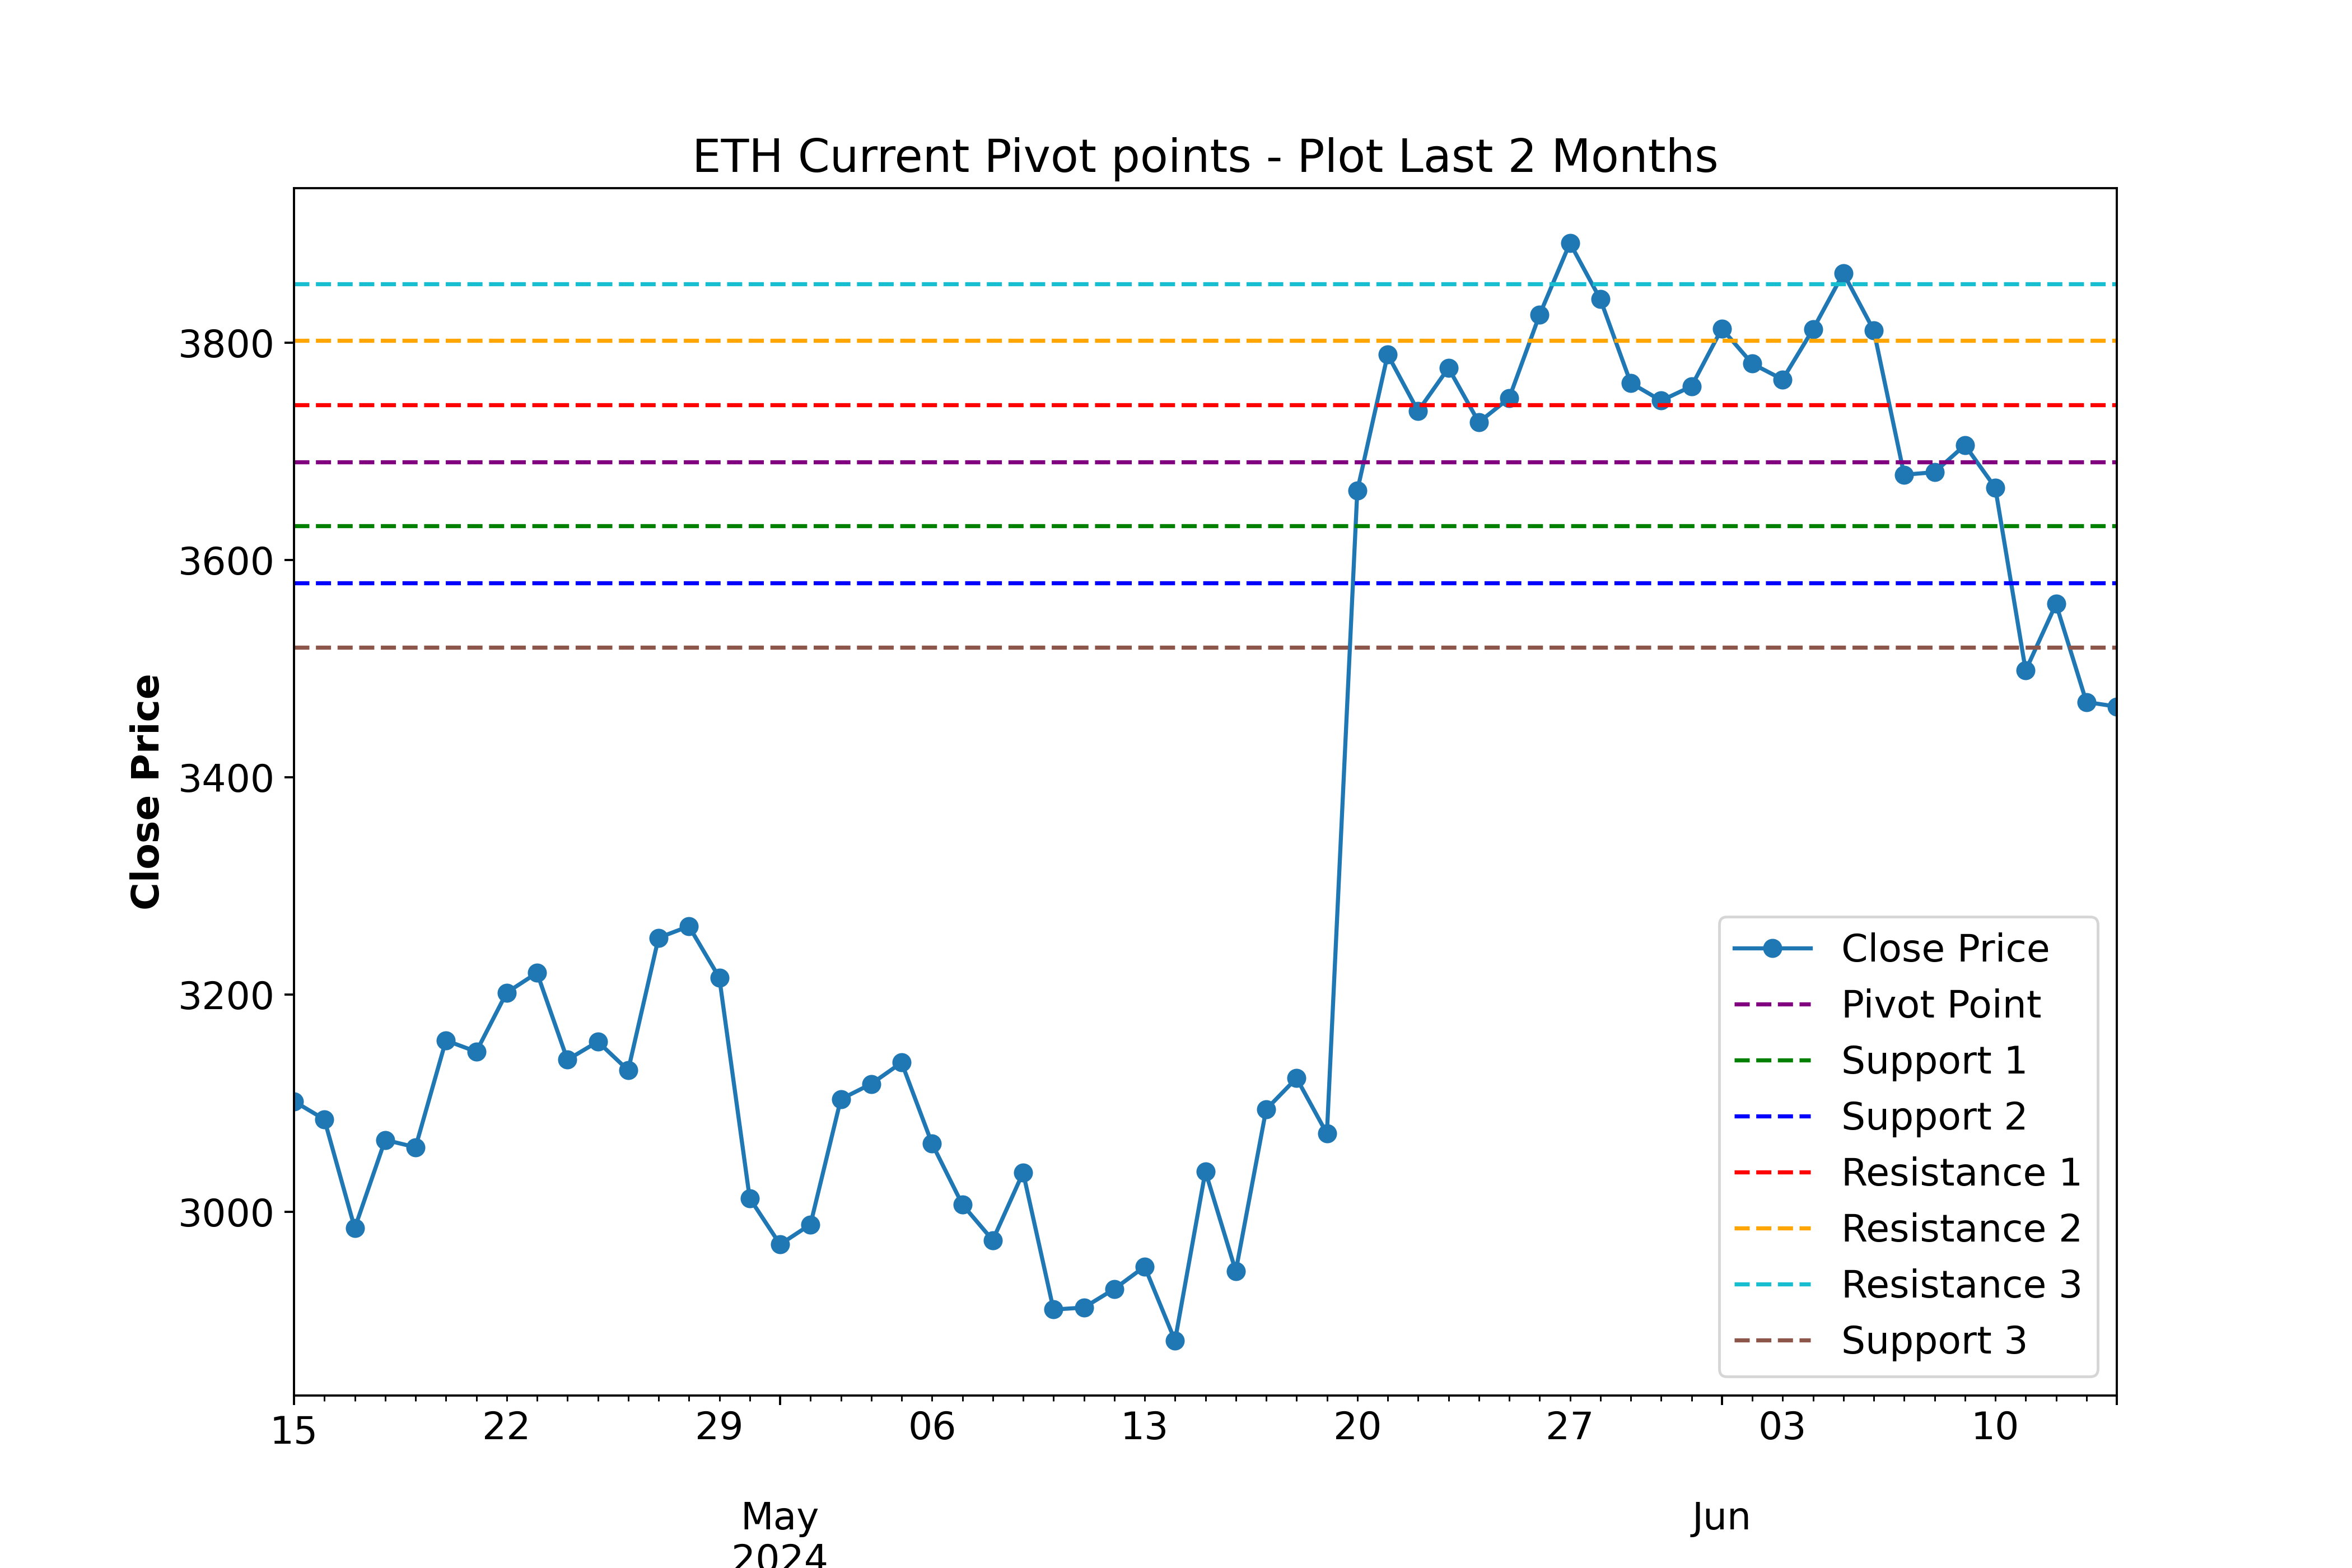 ETH Current Pivot points - Plot Last 2 Months
Close Price
3800
3600
3400
3200
3000
Close Price
Pivot Point
Support 1
Support 2
Resistance 1
Resistance 2
Resistance 3
Support 3
15 22 29 06 13 20 27 03 10
May Jun
2024